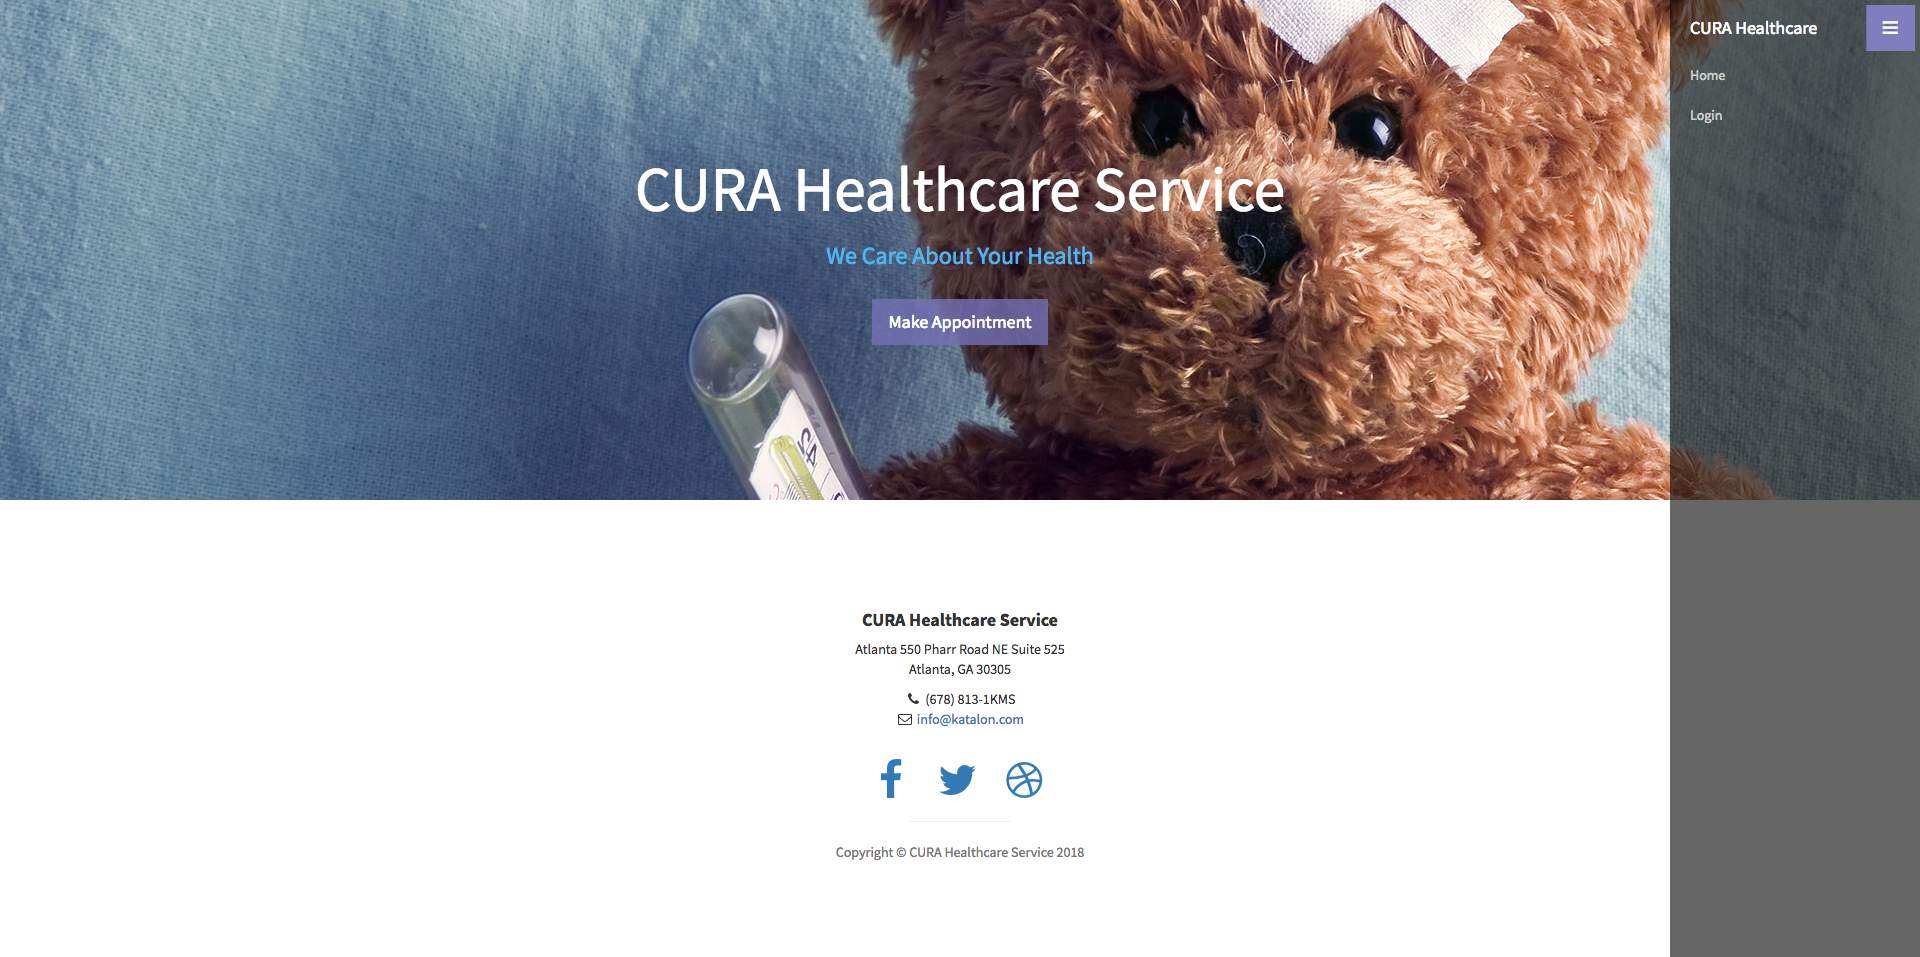 CURA Healthcare
Home
Login
CURA Healthcare Service
We Care About Your Health
Make Appointment
CURA Healthcare Service
Atlanta 550 Pharr Road NE Suite 525
Atlanta, GA 30305
(678) 813-1KMS
info@katalon.com
Copyright © CURA Healthcare Service 2018